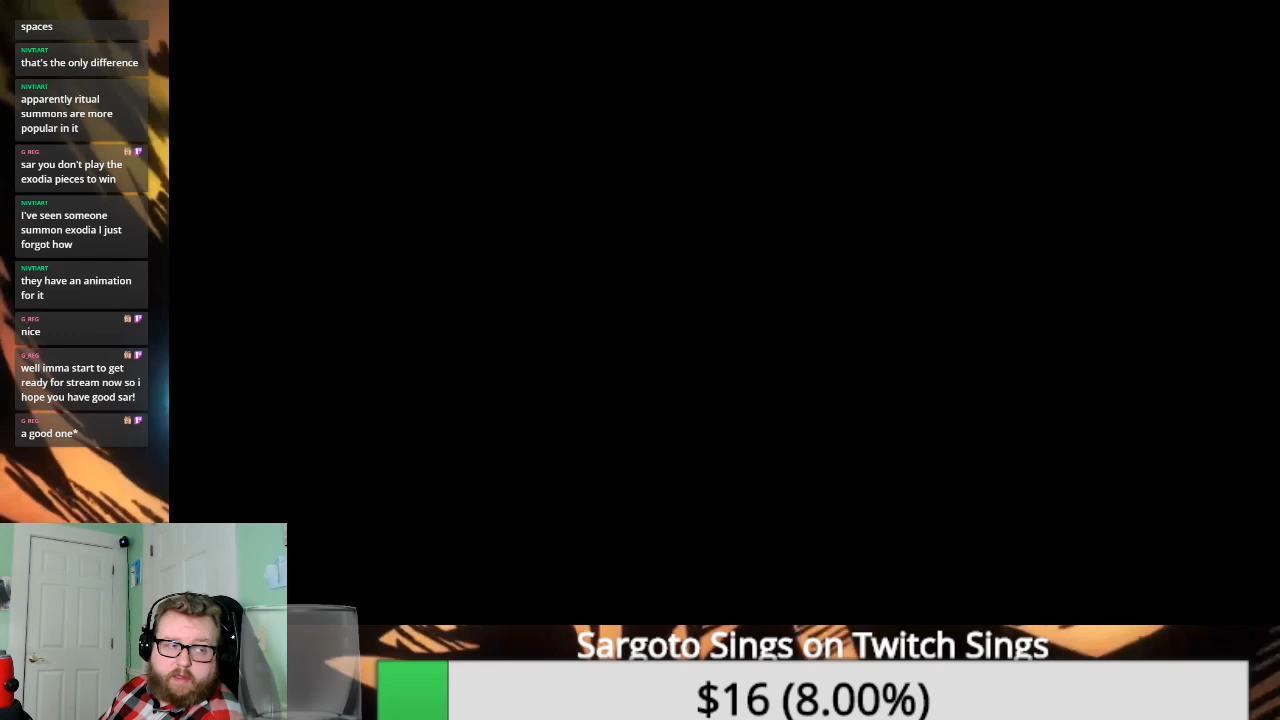 spaces
NIVTIART
that's the only difference
NIVTIART
apparently ritual
summons are more
popular in it
G_REG
sar you don't play the
exodia pieces to win
NIVTIART
I've seen someone
summon exodia I just
forgot how
NIVTIART
they have an animation
for it
G_REG
nice
G_REG
well imma start to get
ready for stream now so i
hope you have good sar!
G_REG
a good one*
Sargoto Sings on Twitch Sings
$16 (8.00%)